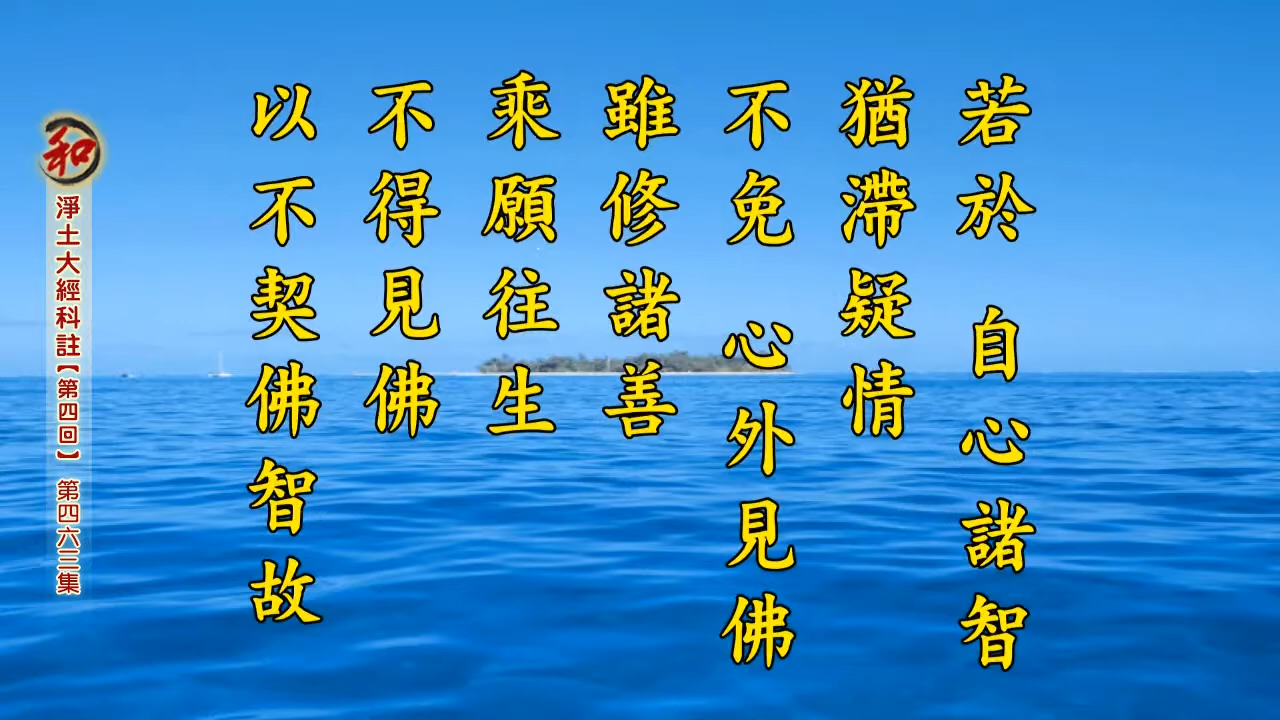 若於 自心諸智
猶滯疑情
不免 心外見佛
雖修諸善
乘願往生
不得見佛
以不契佛智故
和
淨土大經科註【第四回】 第四六三集